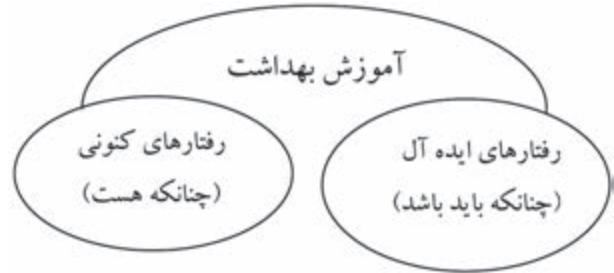 آموزش بهداشت
رفتارهای ایده آل
(چنانکه باید باشد)
رفتارهای کنونی
(چنانکه هست)